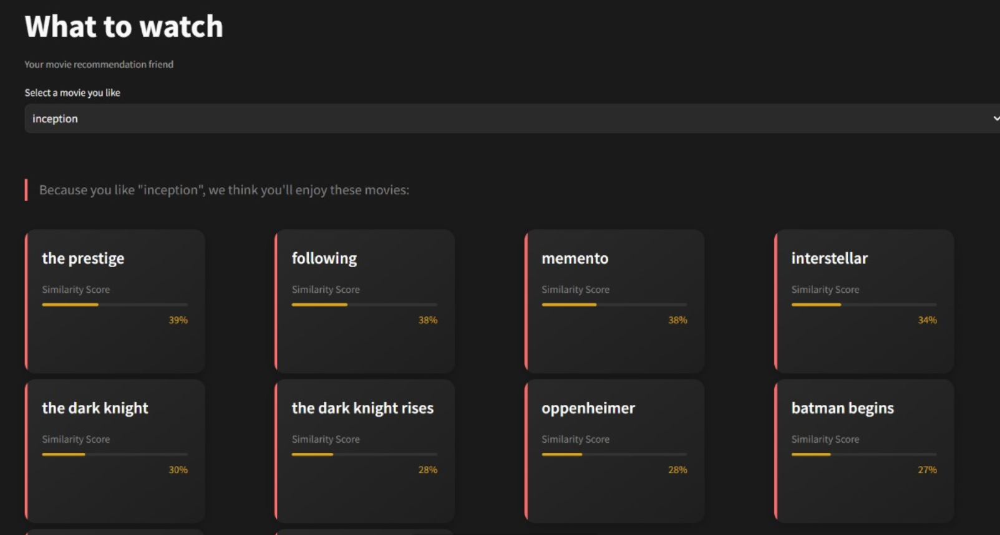 What to watch
Your movie recommendation friend
Select a movie you like
inception
Because you like "inception", we think you'll enjoy these movies:
the prestige
Similarity Score
39%
following
Similarity Score
38%
memento
Similarity Score
38%
interstellar
Similarity Score
34%
the dark knight
Similarity Score
30%
the dark knight rises
Similarity Score
28%
oppenheimer
Similarity Score
28%
batman begins
Similarity Score
27%